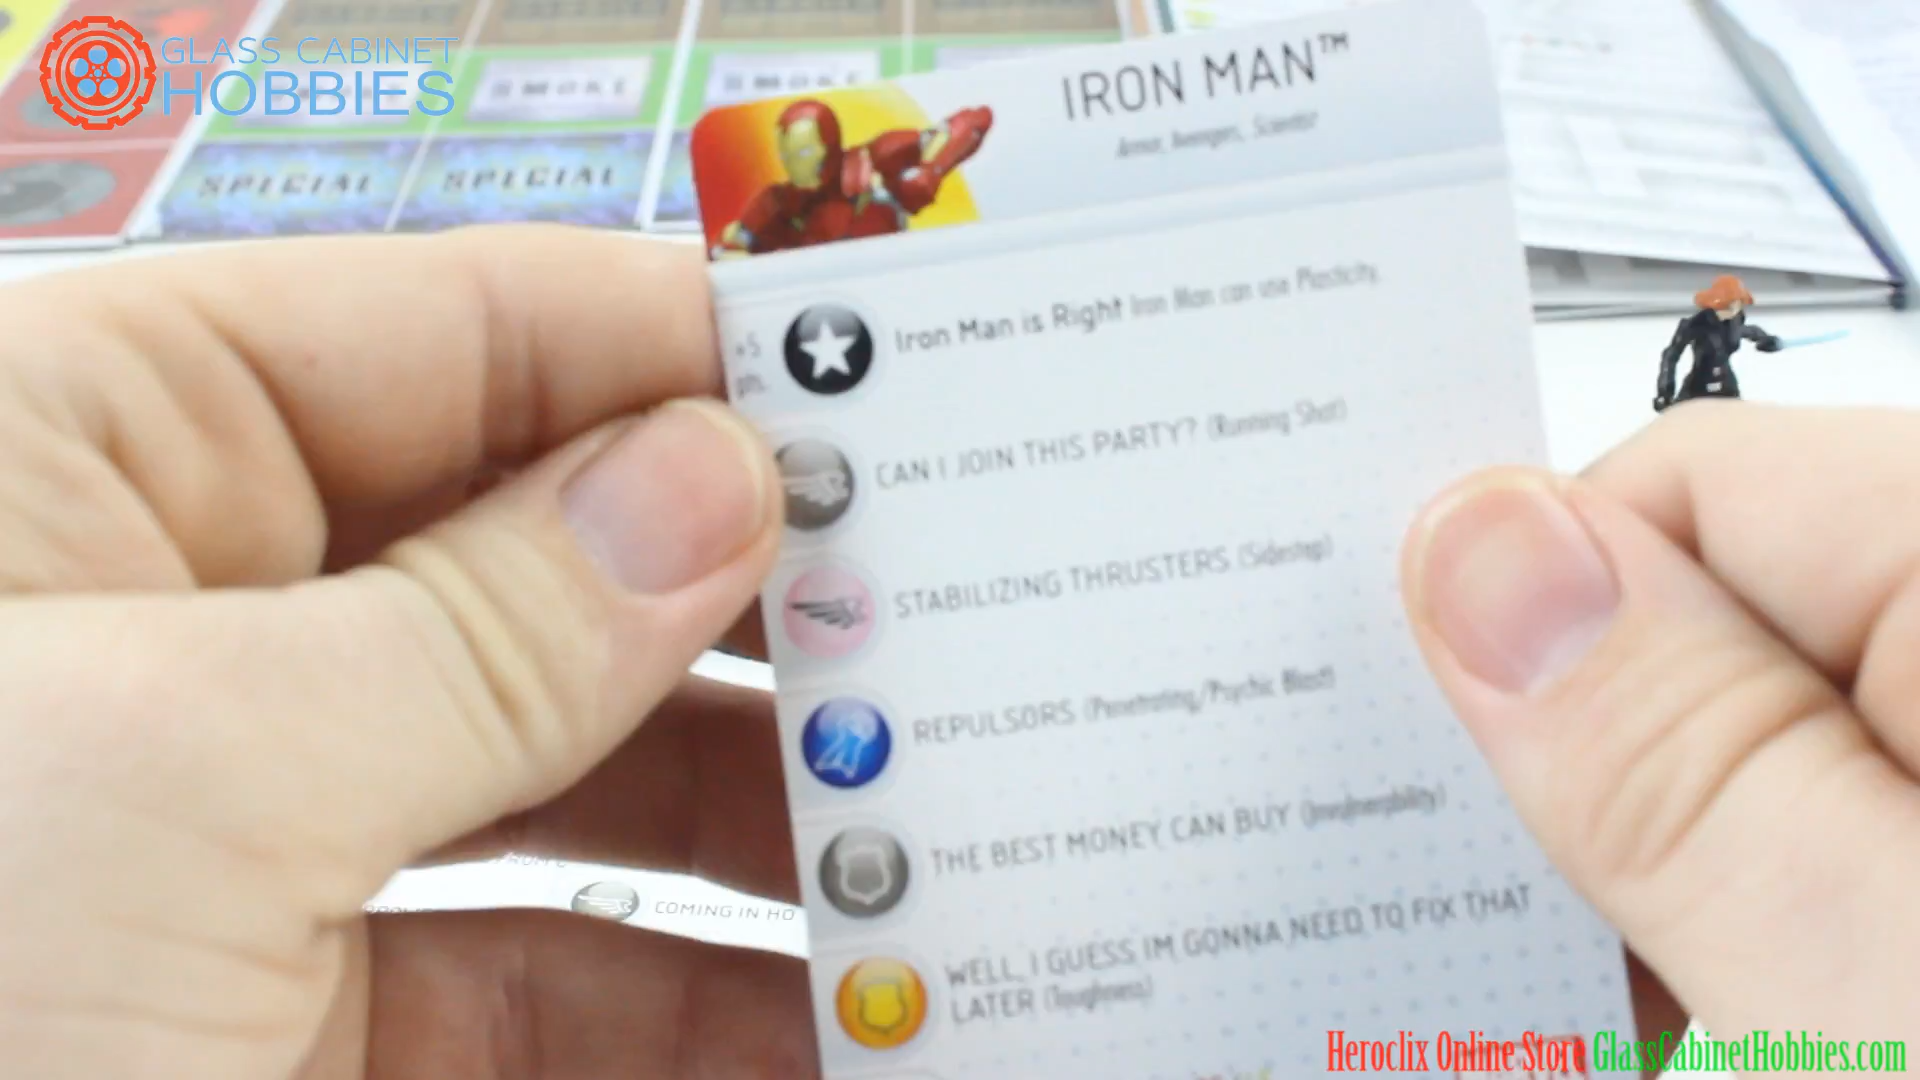 GLASS CABINET
HOBBIES
SMOKE
SMOKE
SPECIAL
SPECIAL
IRON MAN™
Armor, Avengers, Scientist
+5
pts.
Iron Man is Right Iron Man can use Plasticity.
CAN I JOIN THIS PARTY? (Running Shot)
STABILIZING THRUSTERS (Sidestep)
REPULSORS (Penetrating/Psychic Blast)
THE BEST MONEY CAN BUY (Invulnerability)
WELL, I GUESS IM GONNA NEED TO FIX THAT
LATER (Toughness)
COMING IN HO
Heroclix Online Store GlassCabinetHobbies.com